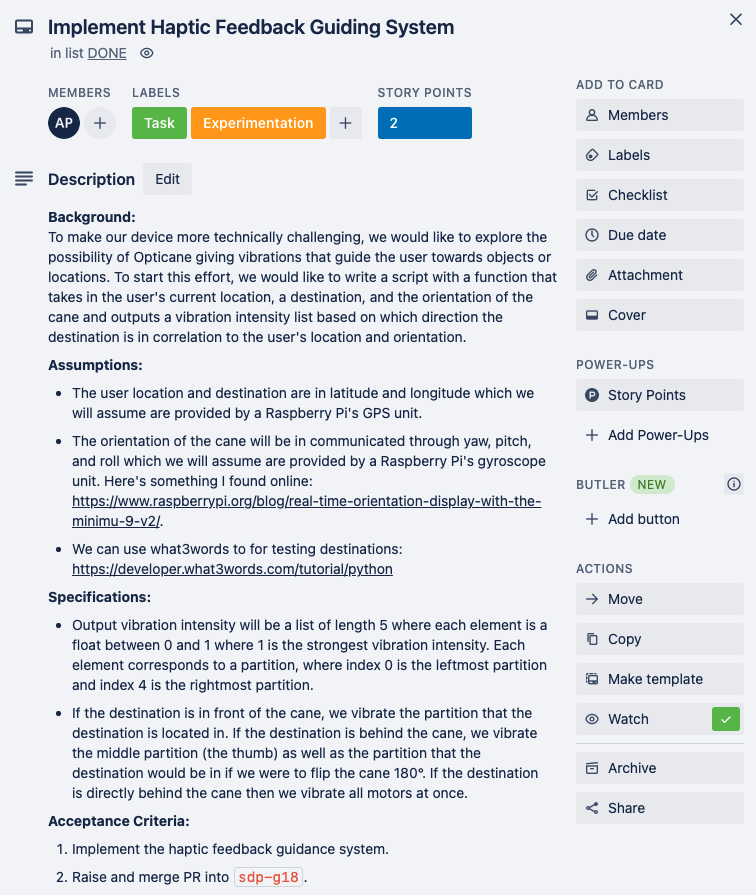 Implement Haptic Feedback Guiding System
in list DONE
MEMBERS
LABELS
STORY POINTS
AP
Task
Experimentation
2
Description
Edit
Background:
To make our device more technically challenging, we would like to explore the
possibility of Opticane giving vibrations that guide the user towards objects or
locations. To start this effort, we would like to write a script with a function that
takes in the user's current location, a destination, and the orientation of the
cane and outputs a vibration intensity list based on which direction the
destination is in correlation to the user's location and orientation.
Assumptions:
• The user location and destination are in latitude and longitude which we
will assume are provided by a Raspberry Pi's GPS unit.
• The orientation of the cane will be in communicated through yaw, pitch,
and roll which we will assume are provided by a Raspberry Pi's gyroscope
unit. Here's something I found online:
https://www.raspberrypi.org/blog/real-time-orientation-display-with-the-
minimu-9-v2/.
• We can use what3words to for testing destinations:
https://developer.what3words.com/tutorial/python
Specifications:
• Output vibration intensity will be a list of length 5 where each element is a
float between 0 and 1 where 1 is the strongest vibration intensity. Each
element corresponds to a partition, where index 0 is the leftmost partition
and index 4 is the rightmost partition.
• If the destination is in front of the cane, we vibrate the partition that the
destination is located in. If the destination is behind the cane, we vibrate
the middle partition (the thumb) as well as the partition that the
destination would be in if we were to flip the cane 180°. If the destination
is directly behind the cane then we vibrate all motors at once.
Acceptance Criteria:
1. Implement the haptic feedback guidance system.
2. Raise and merge PR into sdp-g18.
ADD TO CARD
Members
Labels
Checklist
Due date
Attachment
Cover
POWER-UPS
P
Story Points
+ Add Power-Ups
BUTLER NEW
+ Add button
ACTIONS
Move
Copy
Make template
Watch
Archive
Share